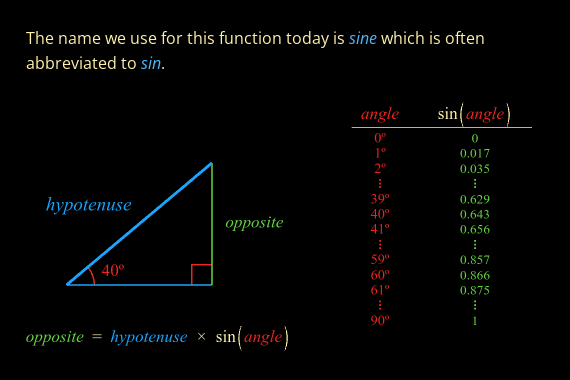 The name we use for this function today is sine which is often
abbreviated to sin.
angle sin(angle)
0º 0
1º 0.017
2º 0.035
⋮ ⋮
39º 0.629
40º 0.643
41º 0.656
⋮ ⋮
59º 0.857
60º 0.866
61º 0.875
⋮ ⋮
90º 1
hypotenuse
opposite
40º
opposite = hypotenuse × sin(angle)